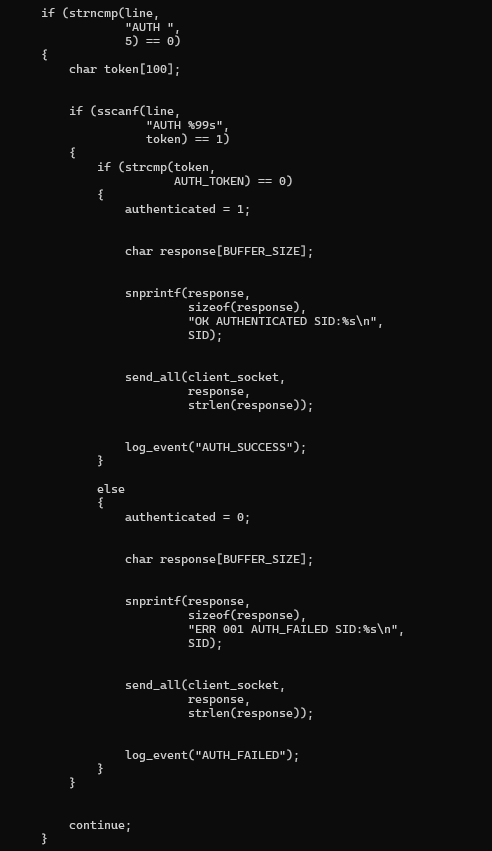 if (strncmp(line,
            "AUTH ",
            5) == 0)
{
    char token[100];

    if (sscanf(line,
               "AUTH %99s",
               token) == 1)
    {
        if (strcmp(token,
                   AUTH_TOKEN) == 0)
        {
            authenticated = 1;

            char response[BUFFER_SIZE];

            snprintf(response,
                     sizeof(response),
                     "OK AUTHENTICATED SID:%s\n",
                     SID);

            send_all(client_socket,
                     response,
                     strlen(response));

            log_event("AUTH_SUCCESS");
        }

        else
        {
            authenticated = 0;

            char response[BUFFER_SIZE];

            snprintf(response,
                     sizeof(response),
                     "ERR 001 AUTH_FAILED SID:%s\n",
                     SID);

            send_all(client_socket,
                     response,
                     strlen(response));

            log_event("AUTH_FAILED");
        }
    }

    continue;
}